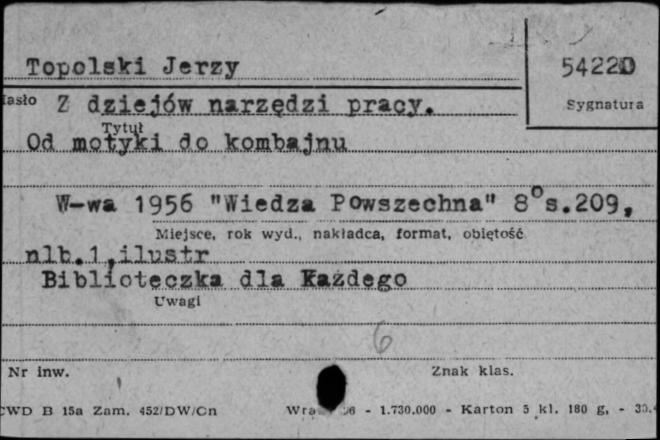 Topolski Jerzy
5422D
Sygnatura
Hasło Z dziejów narzędzi pracy.
Tytuł
Od motyki do kombajnu
W-wa 1956 "Wiedza Powszechna" 8° s.209,
Miejsce, rok wyd., nakładca, format, objętość
nlb.1,ilustr
Biblioteczka dla Każdego
Uwagi
6
Nr inw.
Znak klas.
CWD B 15a Zam. 452/DW/Cn
- 1.730.000 - Karton 5 kl. 180 g, -